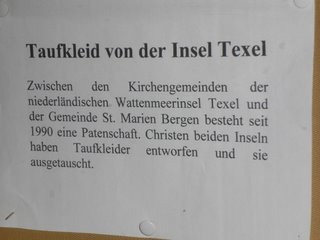 Taufkleid von der Insel Texel
Zwischen den Kirchengemeinden der
niederländischen Wattenmeerinsel Texel und
der Gemeinde St. Marien Bergen besteht seit
1990 eine Patenschaft. Christen beiden Inseln
haben Taufkleider entworfen und sie
ausgetauscht.